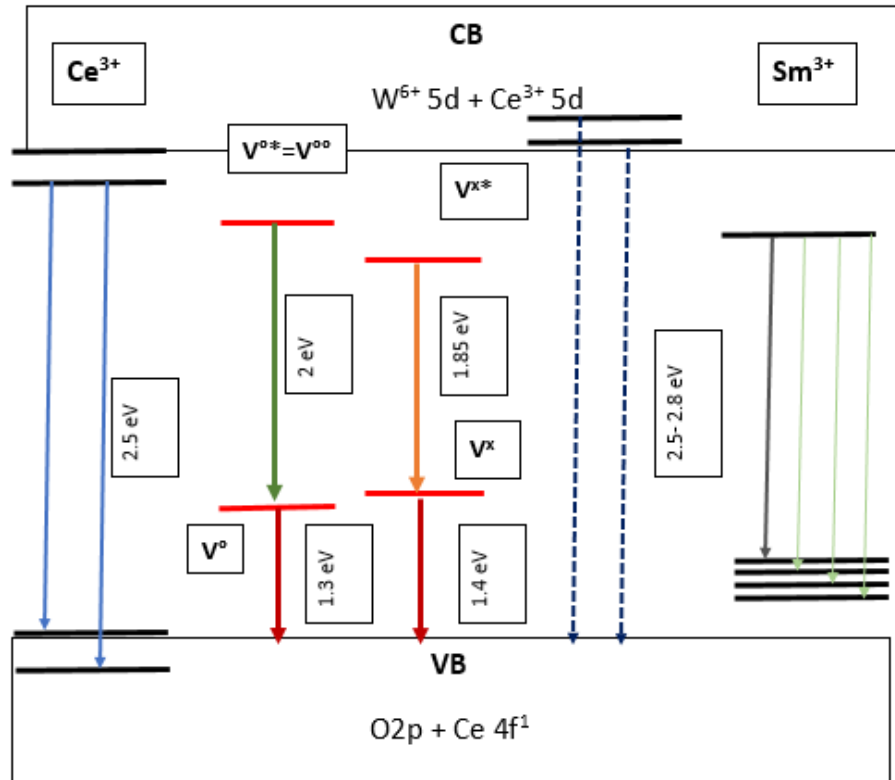 CB
Ce³⁺
Sm³⁺
W⁶⁺ 5d + Ce³⁺ 5d
V°*=V°°
Vˣ*
2 eV
1.85 eV
2.5 eV
2.5- 2.8 eV
Vˣ
V°
1.3 eV
1.4 eV
VB
O2p + Ce 4f¹